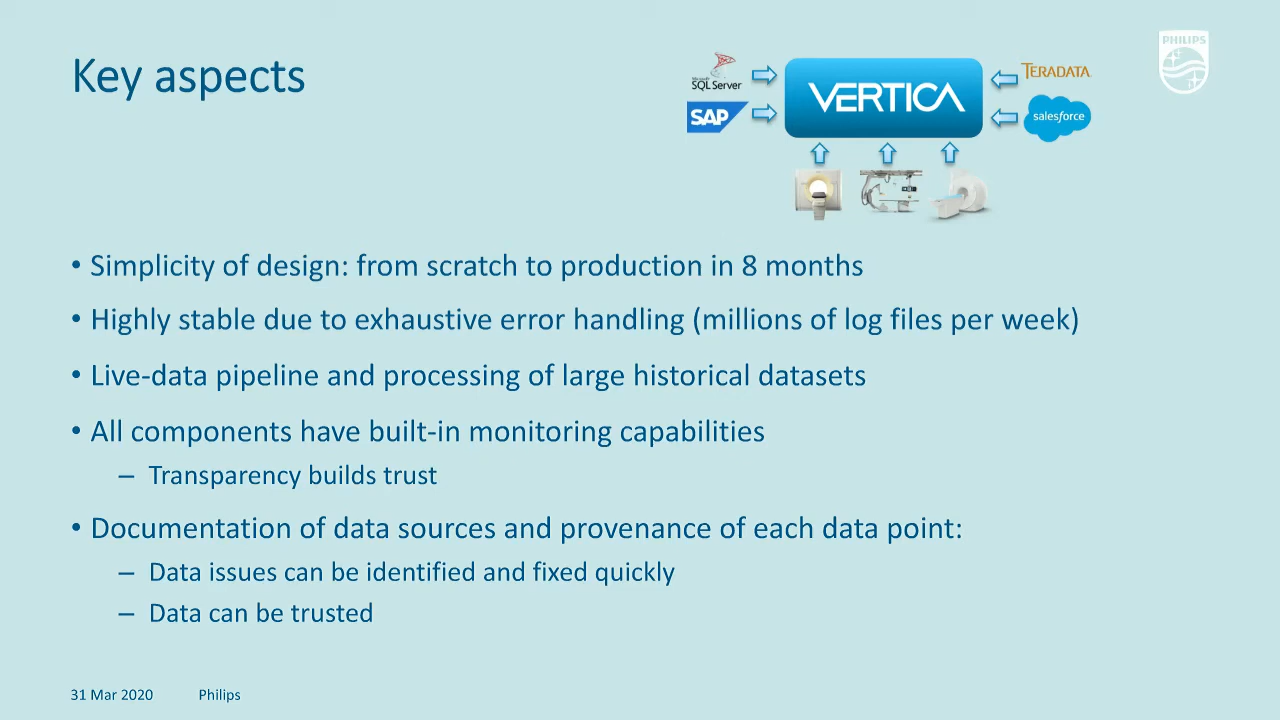 Key aspects
Microsoft
SQL Server
SAP
VERTICA
TERADATA
salesforce
PHILIPS
• Simplicity of design: from scratch to production in 8 months
• Highly stable due to exhaustive error handling (millions of log files per week)
• Live-data pipeline and processing of large historical datasets
• All components have built-in monitoring capabilities
– Transparency builds trust
• Documentation of data sources and provenance of each data point:
– Data issues can be identified and fixed quickly
– Data can be trusted
31 Mar 2020 Philips